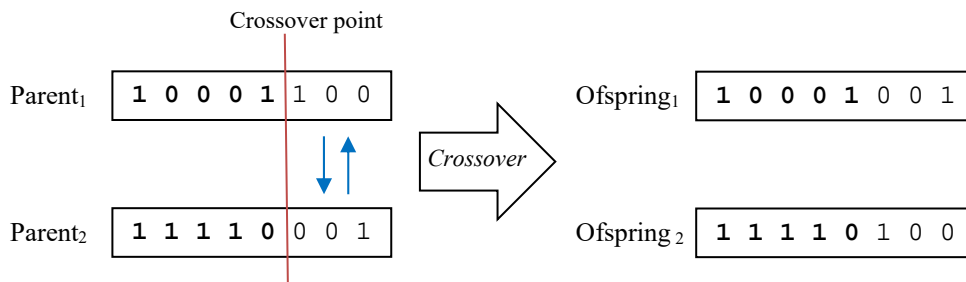 Crossover point
Parent1 1 0 0 0 1 1 0 0
Ofspring1 1 0 0 0 1 0 0 1
Crossover
Parent2 1 1 1 1 0 0 0 1
Ofspring 2 1 1 1 1 0 1 0 0